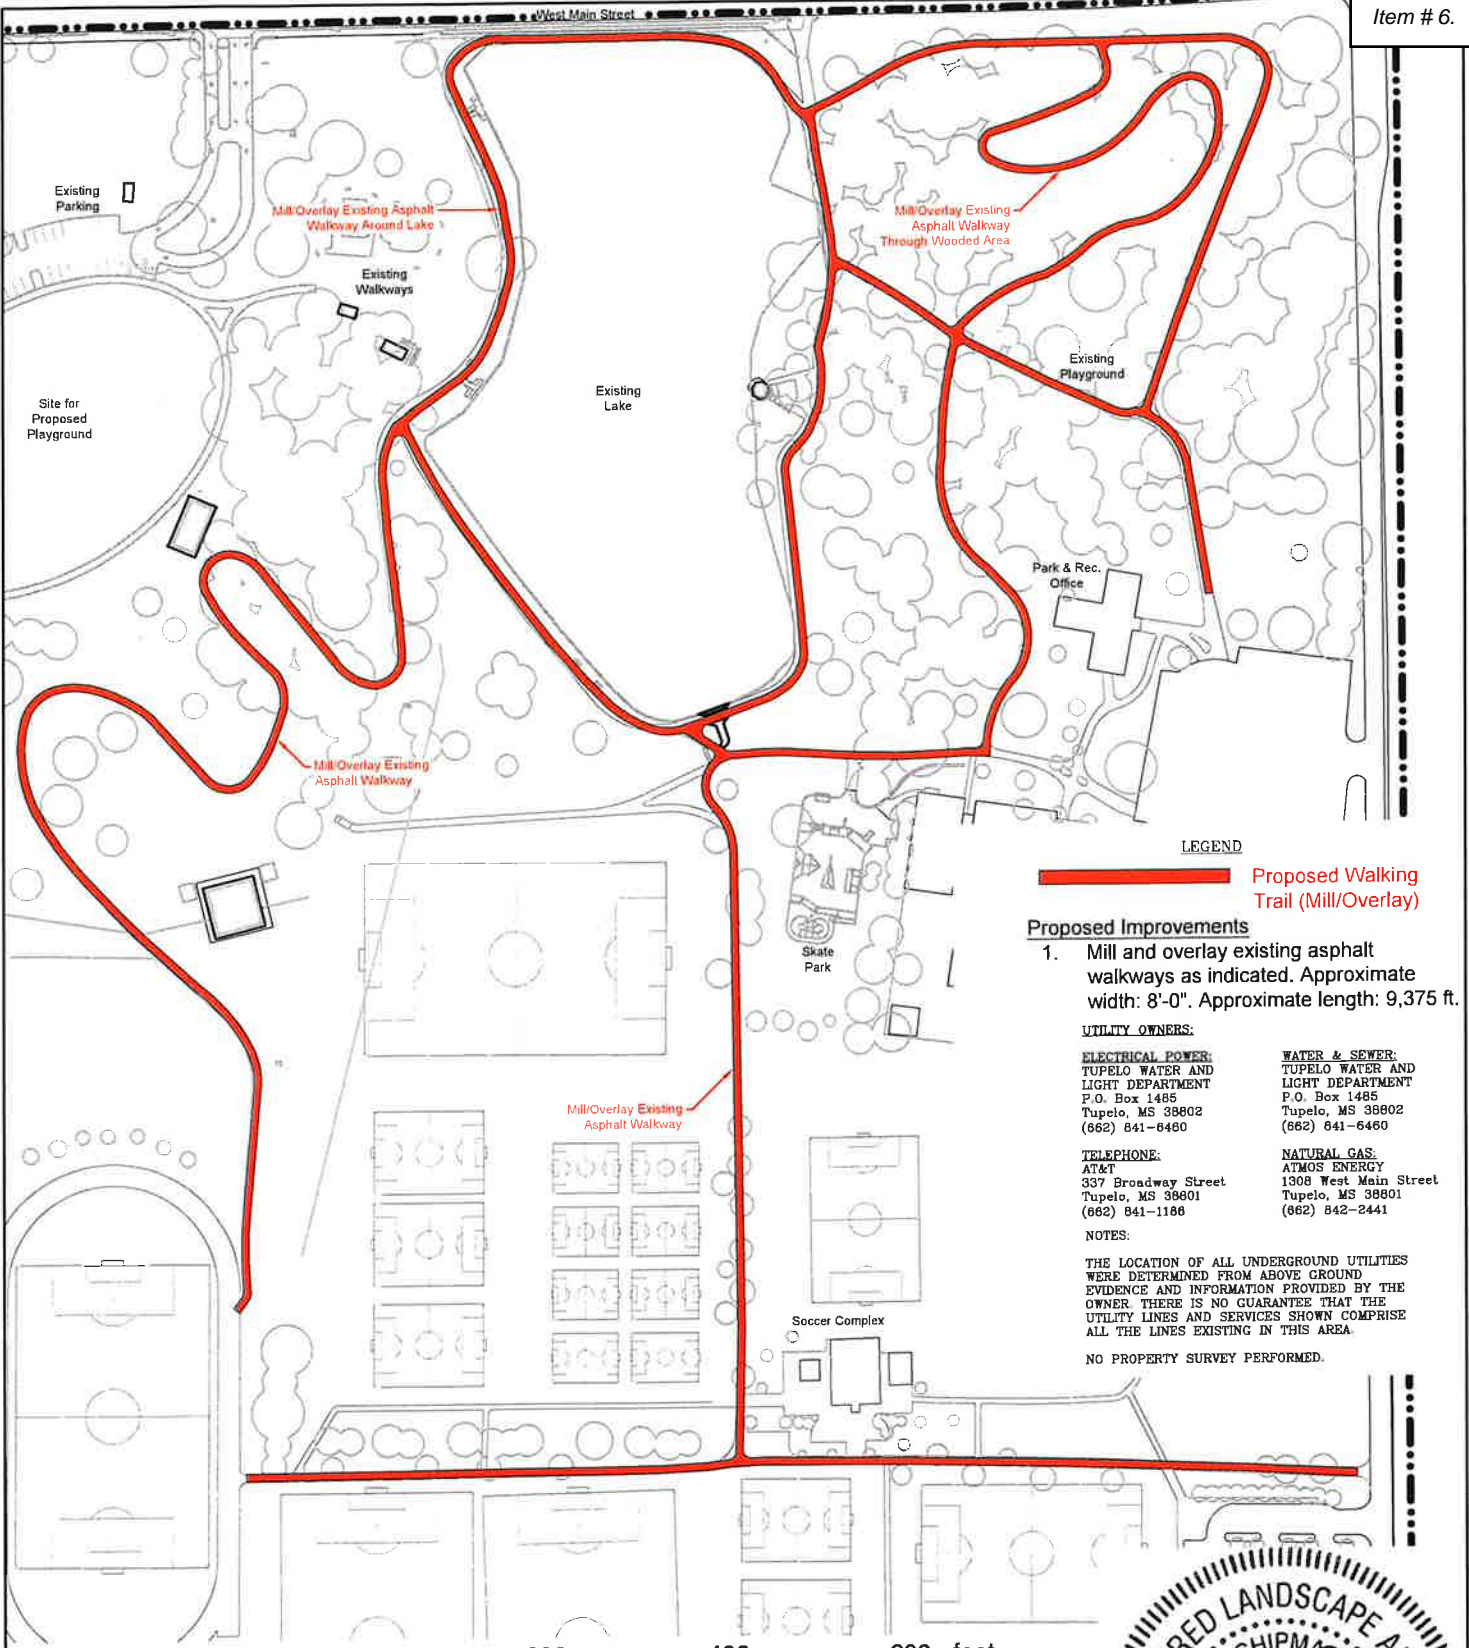 West Main Street
Item # 6.
Existing
Parking
Mill/Overlay Existing Asphalt
Walkway Around Lake
Mill/Overlay Existing
Asphalt Walkway
Through Wooded Area
Existing
Walkways
Existing
Playground
Existing
Lake
Site for
Proposed
Playground
Park & Rec.
Office
Mill/Overlay Existing
Asphalt Walkway
LEGEND
Proposed Walking
Trail (Mill/Overlay)
Proposed Improvements
1. Mill and overlay existing asphalt
walkways as indicated. Approximate
width: 8'-0". Approximate length: 9,375 ft.
Skate
Park
UTILITY OWNERS:
ELECTRICAL POWER:
TUPELO WATER AND
LIGHT DEPARTMENT
P.O. Box 1485
Tupelo, MS 38802
(662) 841-6460
WATER & SEWER:
TUPELO WATER AND
LIGHT DEPARTMENT
P.O. Box 1485
Tupelo, MS 38802
(662) 841-6460
Mill/Overlay Existing
Asphalt Walkway
TELEPHONE:
AT&T
337 Broadway Street
Tupelo, MS 38801
(662) 841-1186
NATURAL GAS:
ATMOS ENERGY
1308 West Main Street
Tupelo, MS 38801
(662) 842-2441
NOTES:
THE LOCATION OF ALL UNDERGROUND UTILITIES
WERE DETERMINED FROM ABOVE GROUND
EVIDENCE AND INFORMATION PROVIDED BY THE
OWNER. THERE IS NO GUARANTEE THAT THE
UTILITY LINES AND SERVICES SHOWN COMPRISE
ALL THE LINES EXISTING IN THIS AREA.
NO PROPERTY SURVEY PERFORMED.
Soccer Complex
LANDSCAPE